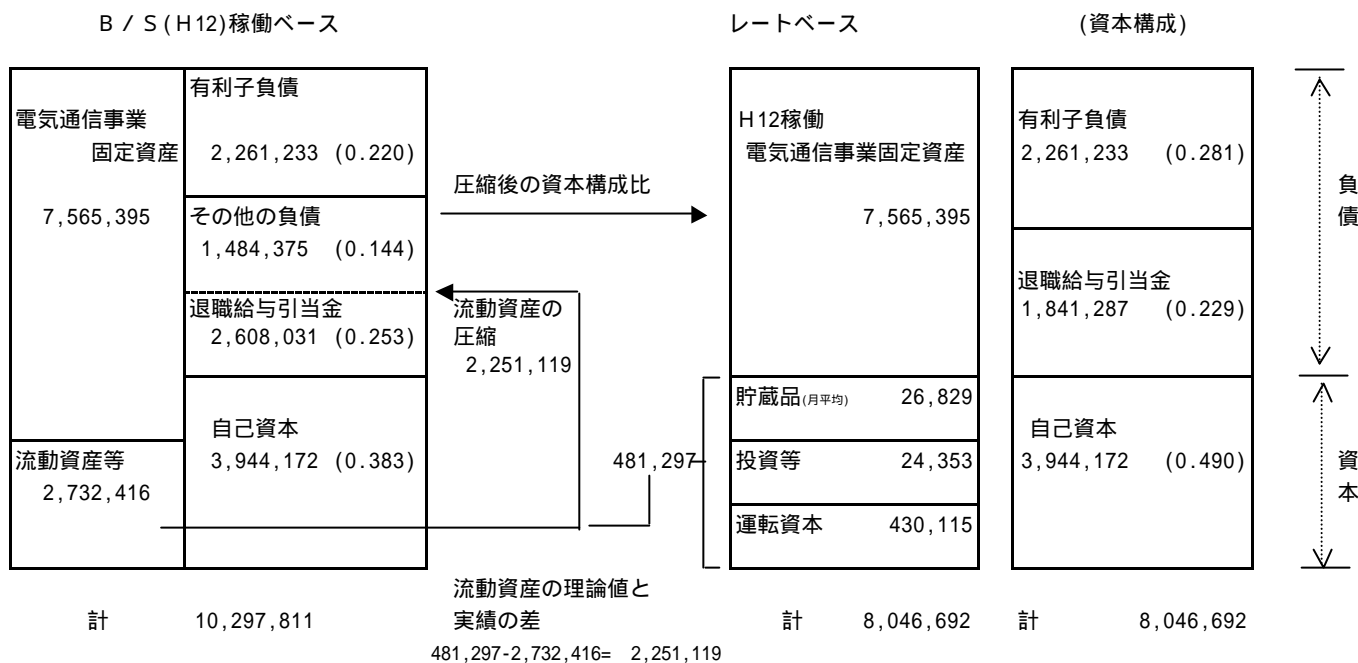 B / S(H12)稼働ベース
レートベース
(資本構成)
電気通信事業
固定資産
7,565,395
流動資産等
2,732,416
有利子負債
2,261,233 (0.220)
その他の負債
1,484,375 (0.144)
退職給与引当金
2,608,031 (0.253)
自己資本
3,944,172 (0.383)
計 10,297,811
圧縮後の資本構成比
流動資産の
圧縮
2,251,119
481,297
流動資産の理論値と
実績の差
481,297-2,732,416= 2,251,119
H12稼働
電気通信事業固定資産
7,565,395
貯蔵品(月平均) 26,829
投資等 24,353
運転資本 430,115
計 8,046,692
有利子負債
2,261,233 (0.281)
退職給与引当金
1,841,287 (0.229)
自己資本
3,944,172 (0.490)
計 8,046,692
負債
資本